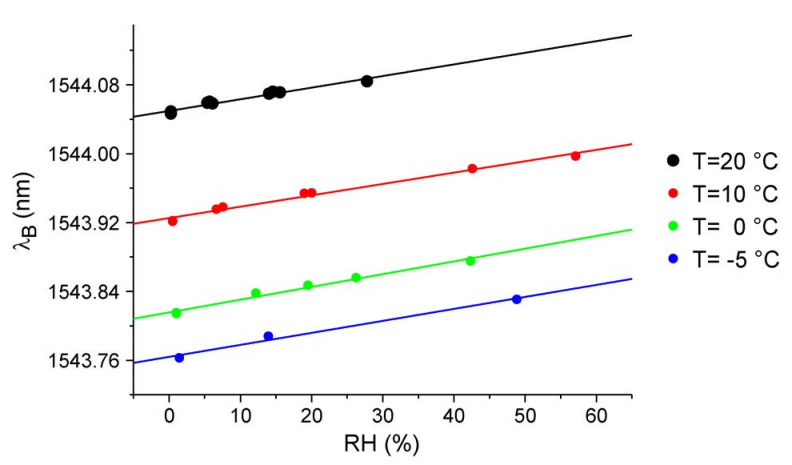 1544.08
1544.00
1543.92
1543.84
1543.76
λB (nm)
0 10 20 30 40 50 60
RH (%)
T=20 °C
T=10 °C
T= 0 °C
T= -5 °C